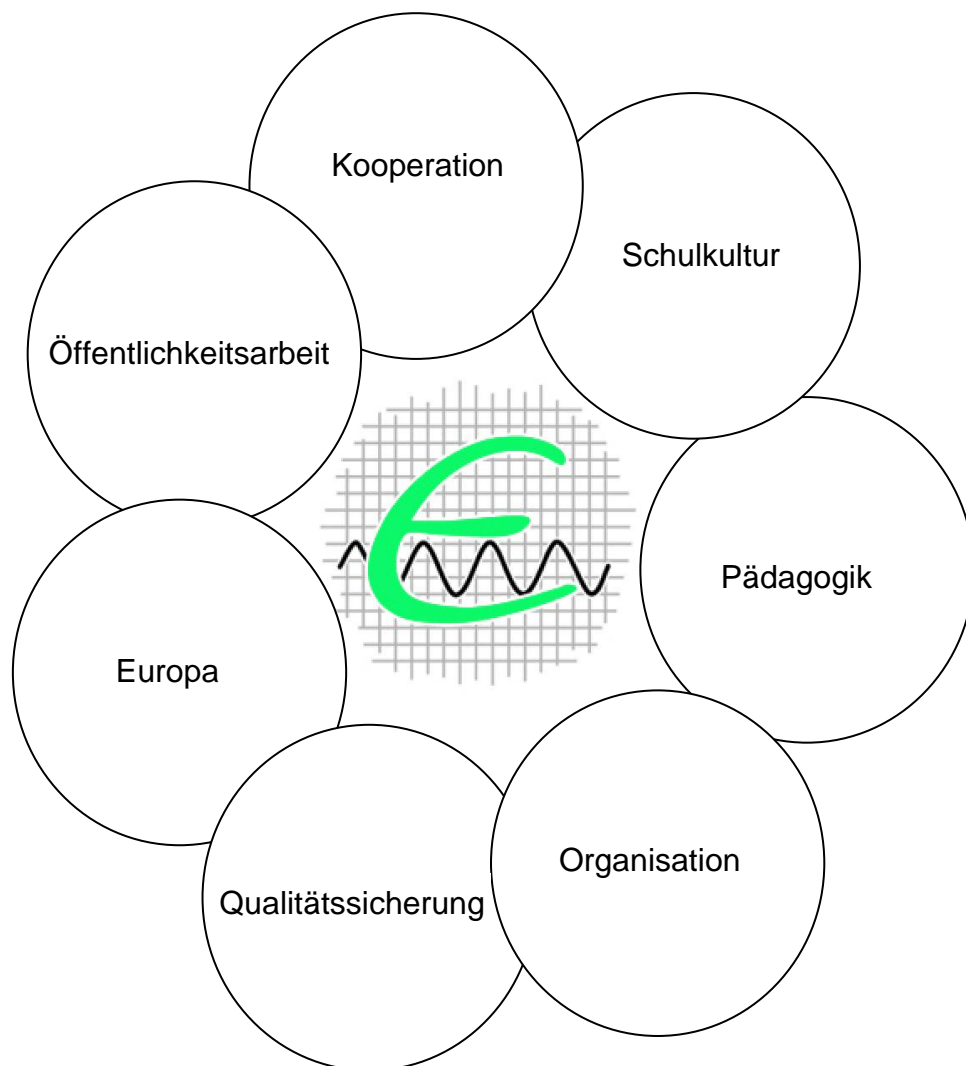 Kooperation
Schulkultur
Öffentlichkeitsarbeit
Pädagogik
Europa
Organisation
Qualitätssicherung
E